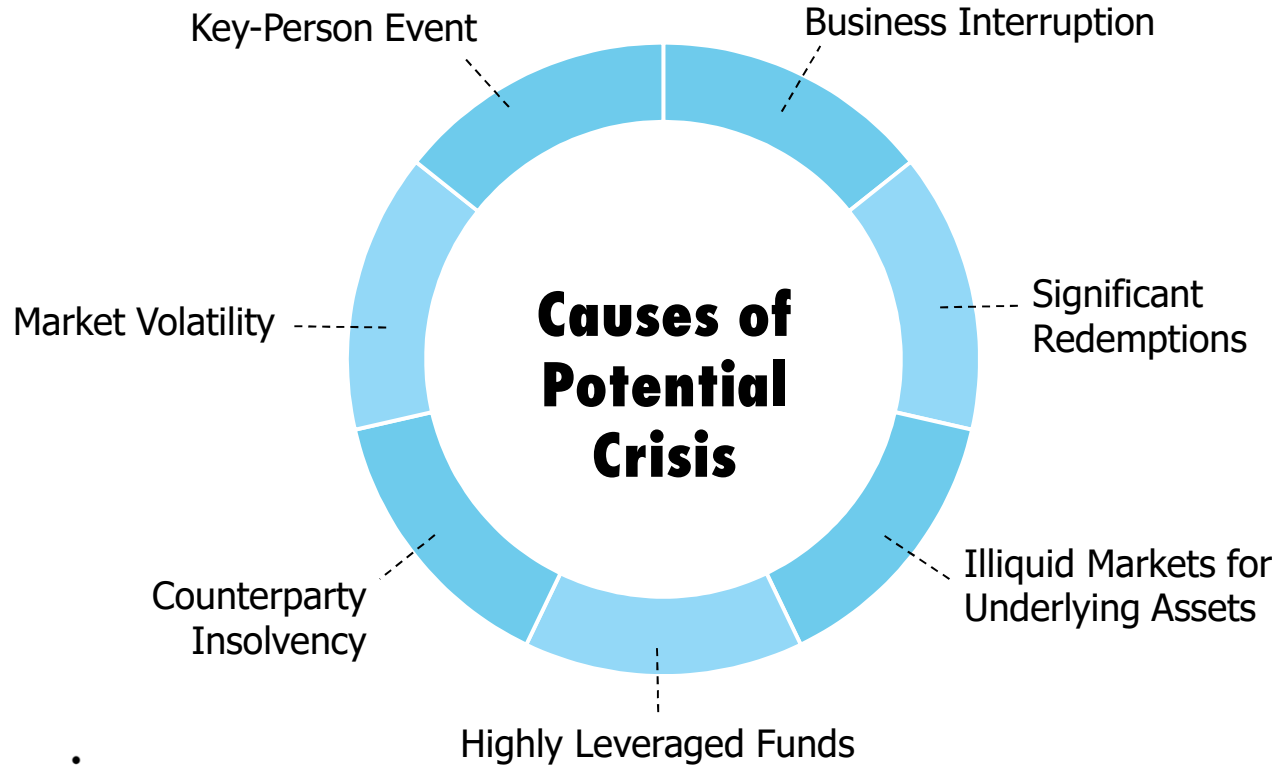 Key-Person Event
Business Interruption
Market Volatility
Causes of
Potential
Crisis
Significant
Redemptions
Counterparty
Insolvency
Illiquid Markets for
Underlying Assets
Highly Leveraged Funds